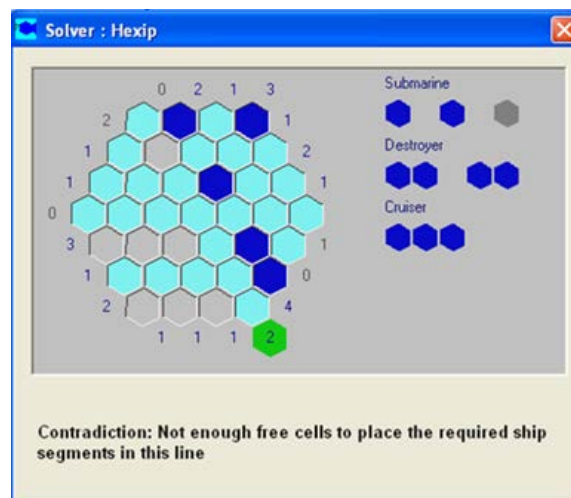 Solver : Hexip
0 2 1 3
Submarine
2 1
1 2
Destroyer
1 1
Cruiser
0
3 1
1 0
2 4
1 1 1 2
Contradiction: Not enough free cells to place the required ship
segments in this line